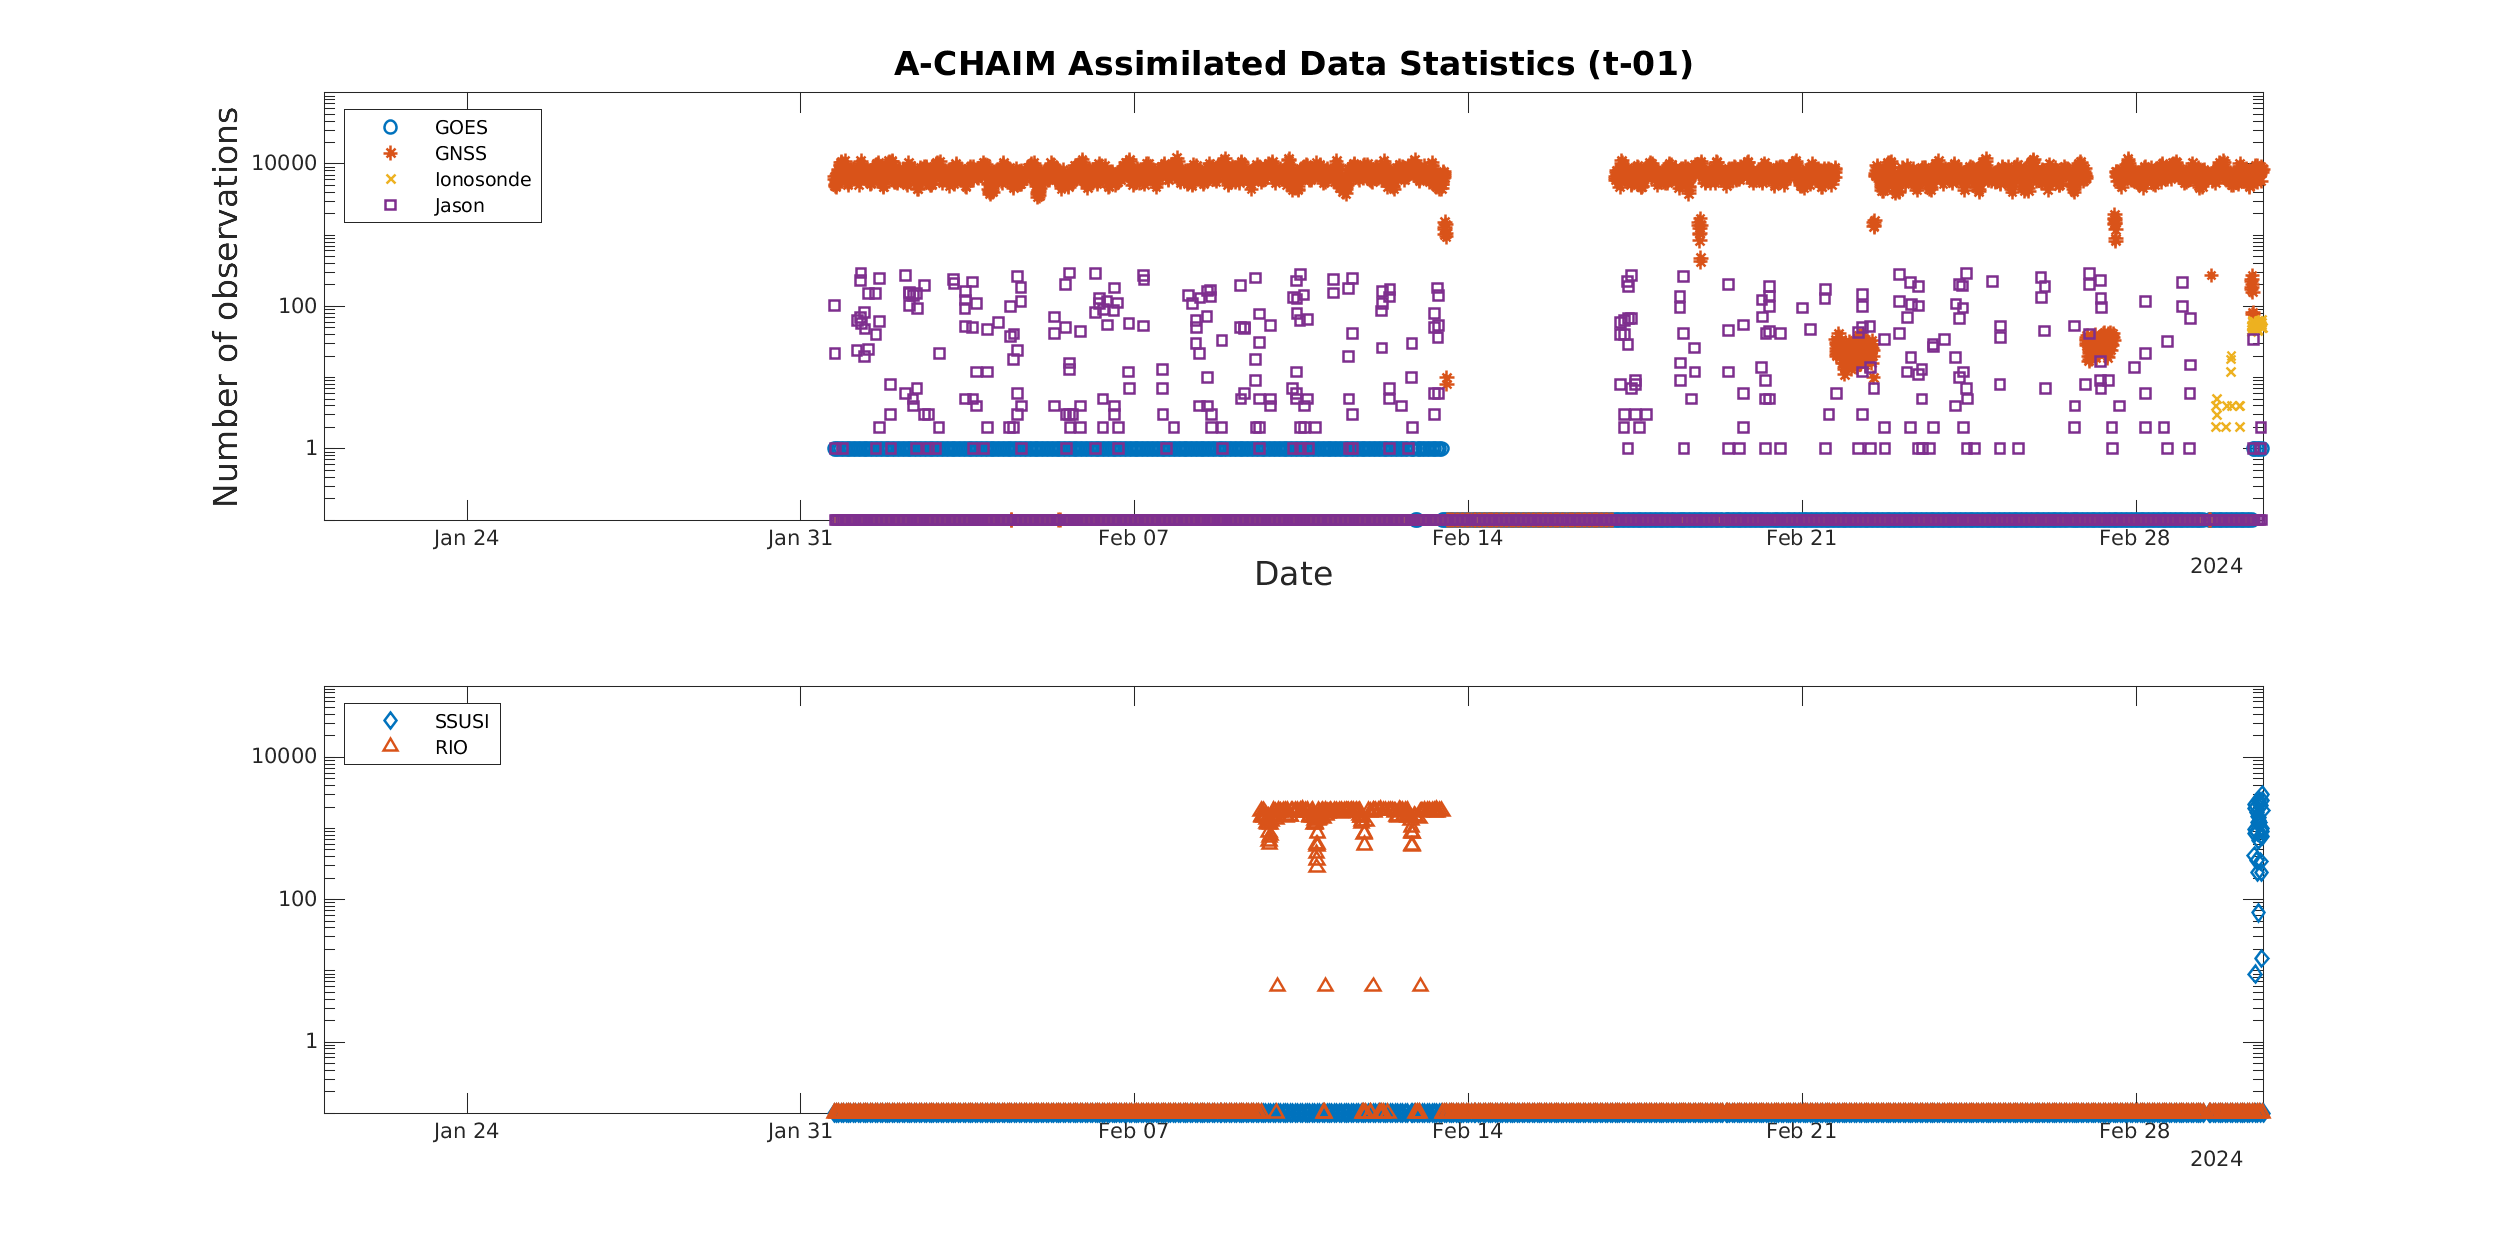 A-CHAIM Assimilated Data Statistics (t-01)
GOES
GNSS
Ionosonde
Jason
10000
100
1
Number of observations
Jan 24
Jan 31
Feb 07
Feb 14
Feb 21
Feb 28
2024
Date
SSUSI
RIO
10000
100
1
Jan 24
Jan 31
Feb 07
Feb 14
Feb 21
Feb 28
2024